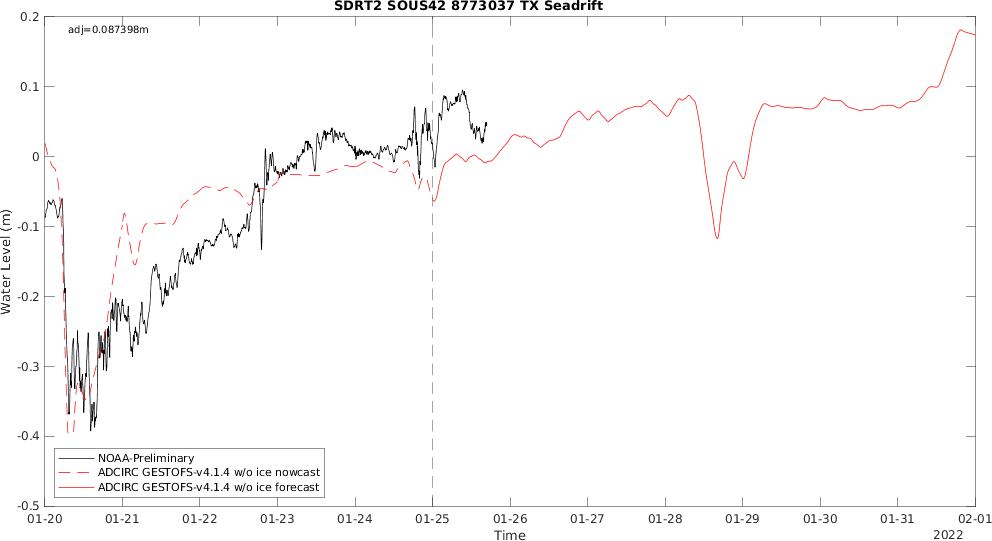 SDRT2 SOUS42 8773037 TX Seadrift
adj=0.087398m
0.2
0.1
0
-0.1
-0.2
-0.3
-0.4
-0.5
Water Level (m)
NOAA-Preliminary
ADCIRC GESTOFS-v4.1.4 w/o ice nowcast
ADCIRC GESTOFS-v4.1.4 w/o ice forecast
01-20 01-21 01-22 01-23 01-24 01-25 01-26 01-27 01-28 01-29 01-30 01-31 02-01
Time
2022